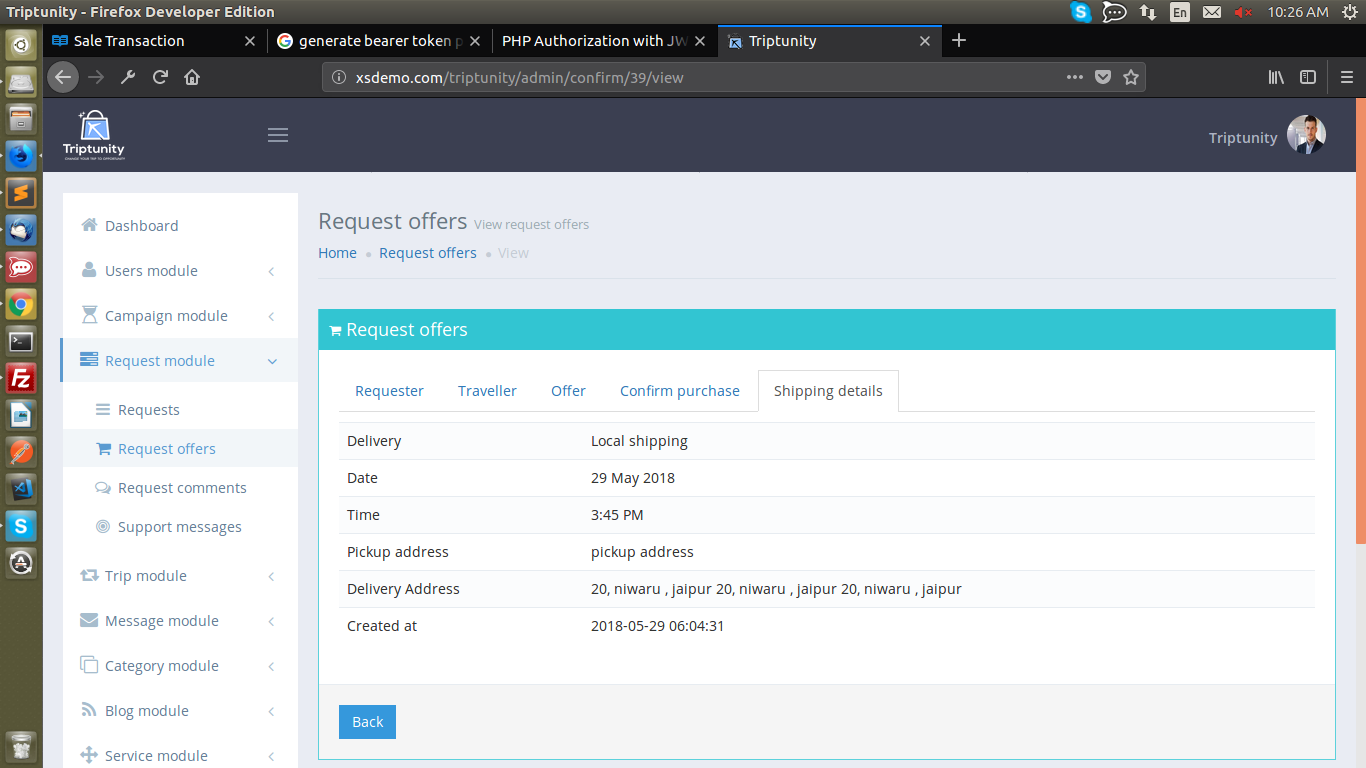 Triptunity - Firefox Developer Edition
En
10:26 AM
Sale Transaction
generate bearer token p
PHP Authorization with JW
Triptunity
xsdemo.com/triptunity/admin/confirm/39/view
Triptunity
CHANGE YOUR TRIP TO OPPORTUNITY
Triptunity
Dashboard
Users module
Campaign module
Request module
Requests
Request offers
Request comments
Support messages
Trip module
Message module
Category module
Blog module
Service module
Request offers View request offers
Home Request offers View
Request offers
Requester Traveller Offer Confirm purchase Shipping details
Delivery Local shipping
Date 29 May 2018
Time 3:45 PM
Pickup address pickup address
Delivery Address 20, niwaru , jaipur 20, niwaru , jaipur 20, niwaru , jaipur
Created at 2018-05-29 06:04:31
Back